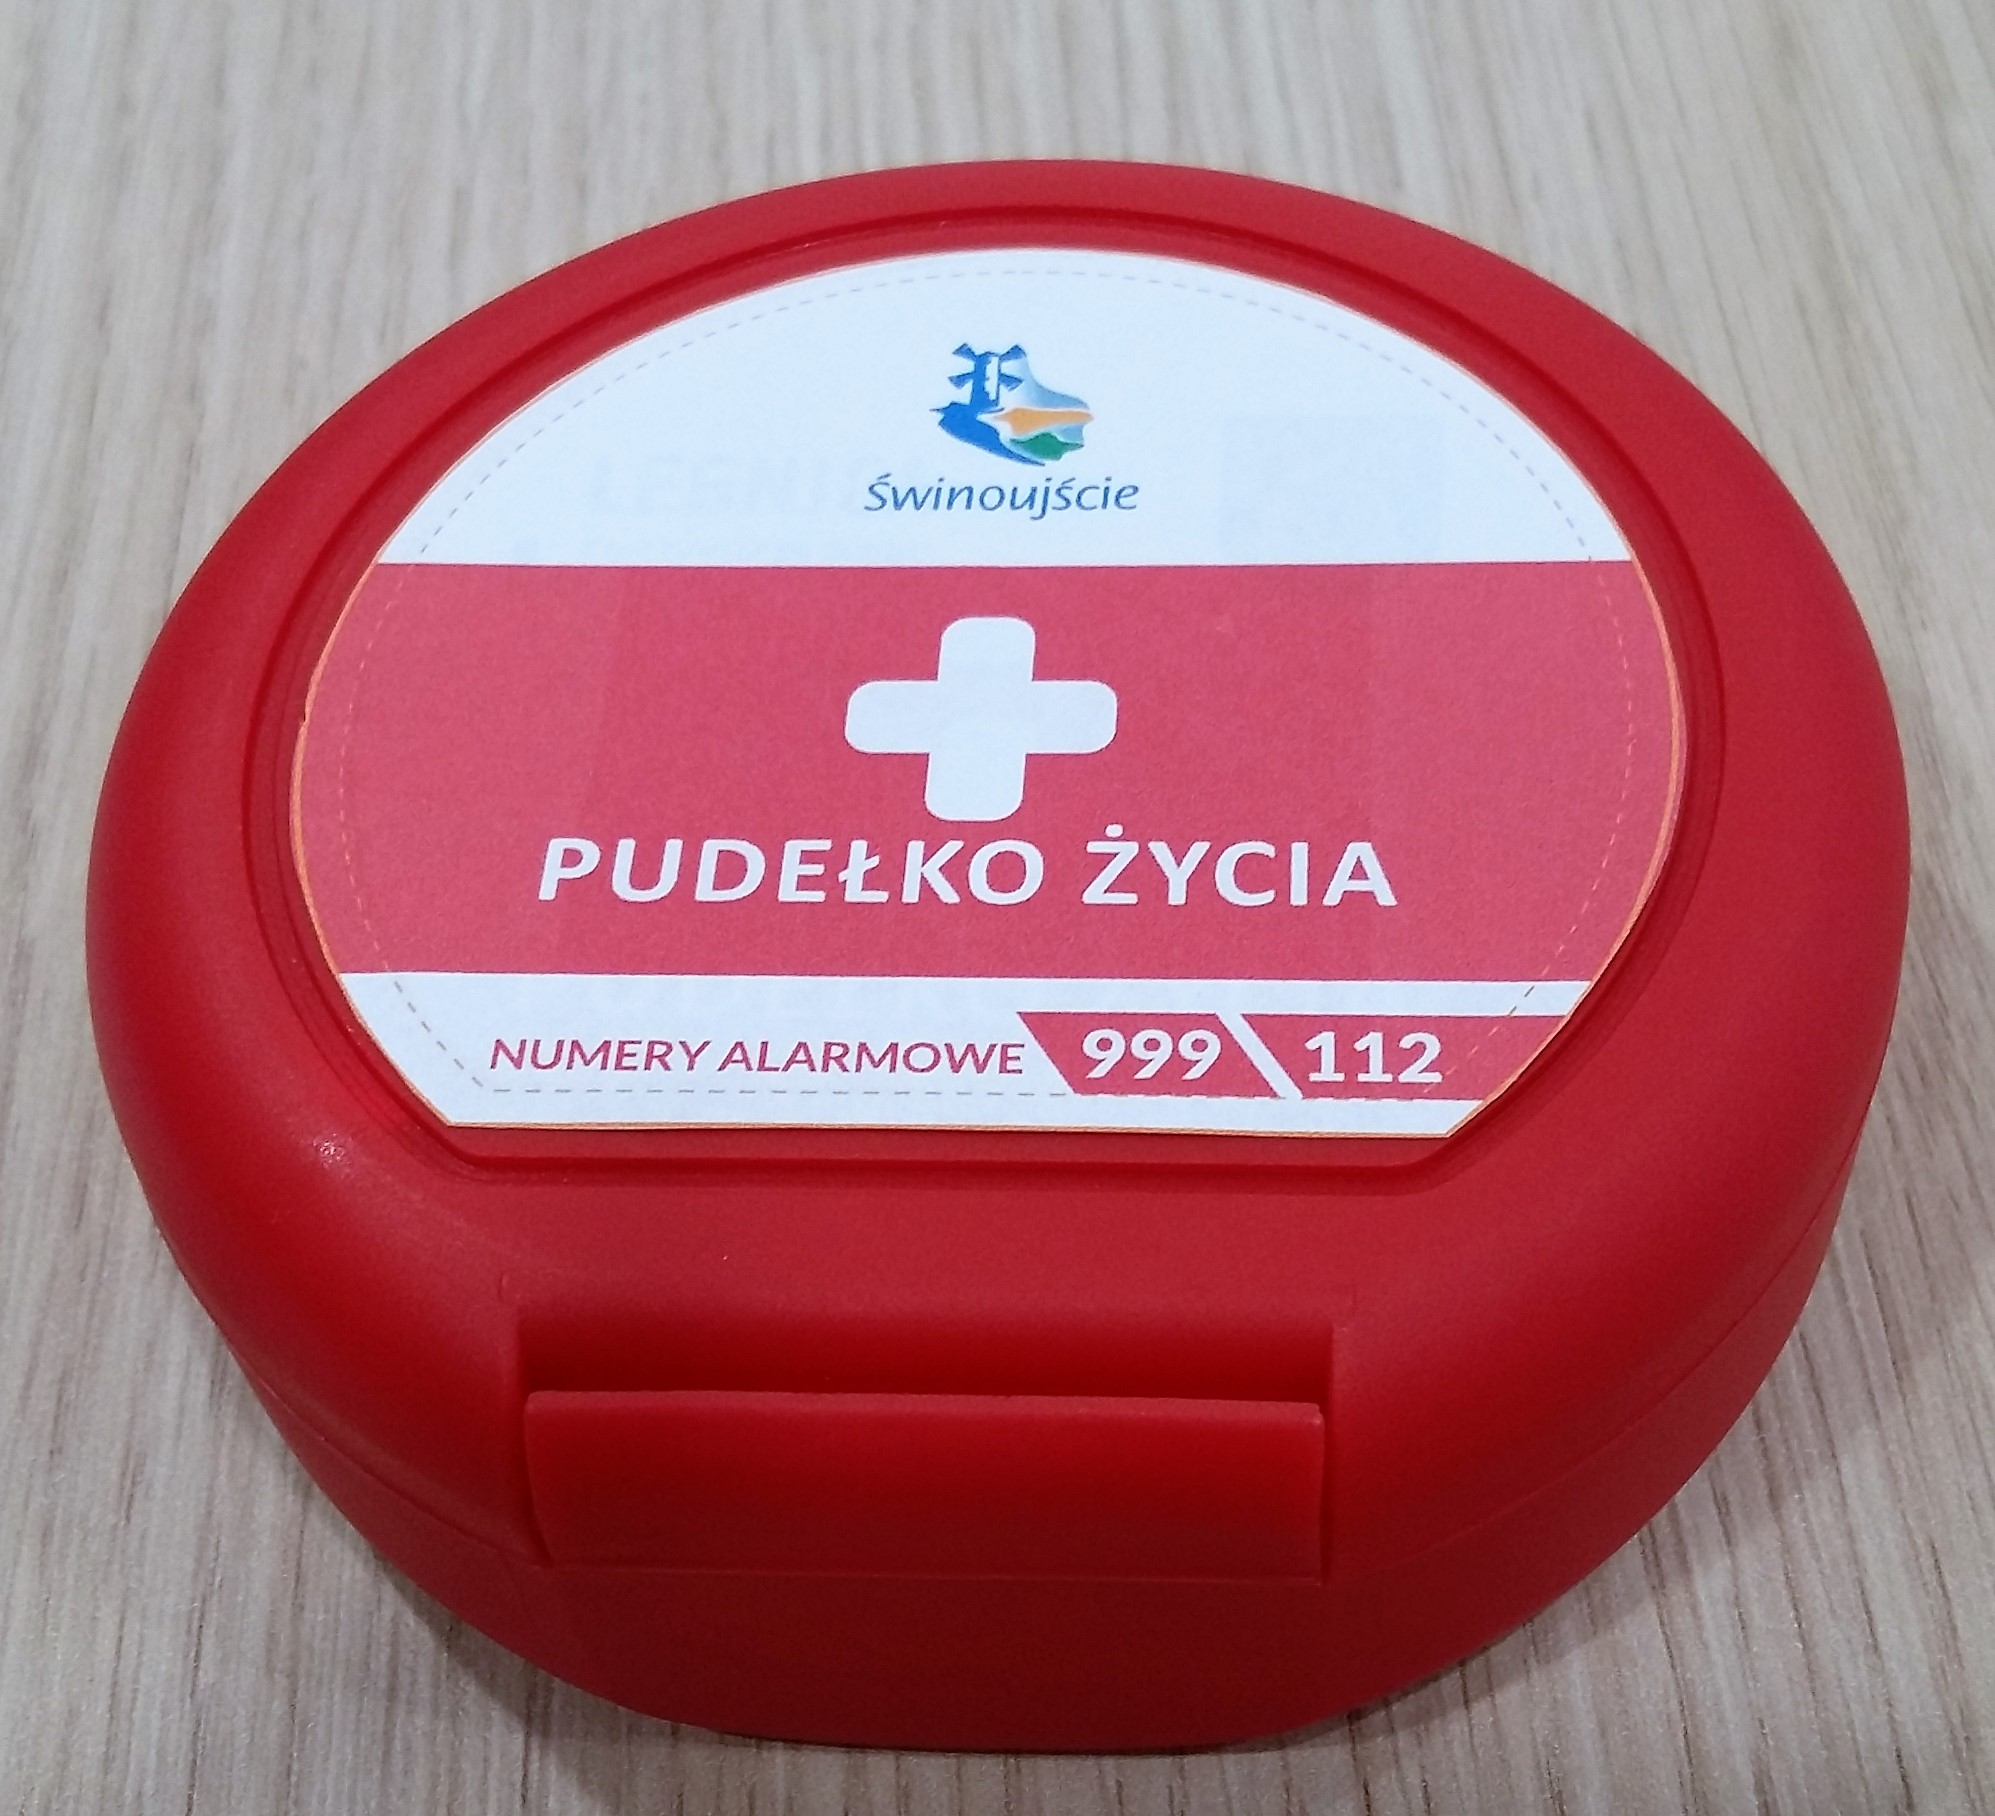 Świnoujście
PUDEŁKO ŻYCIA
NUMERY ALARMOWE 999 112